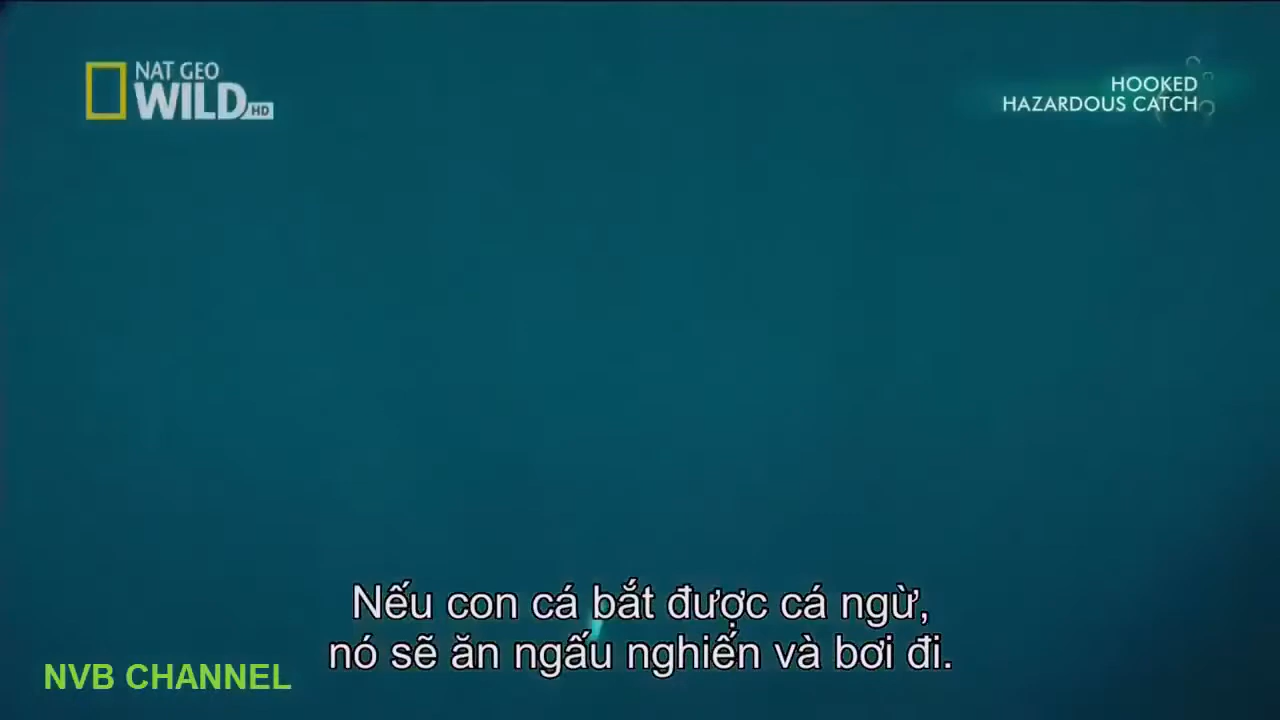 NAT GEO
WILD HD
HOOKED
HAZARDOUS CATCH
Nếu con cá bắt được cá ngừ,
nó sẽ ăn ngấu nghiến và bơi đi.
NVB CHANNEL